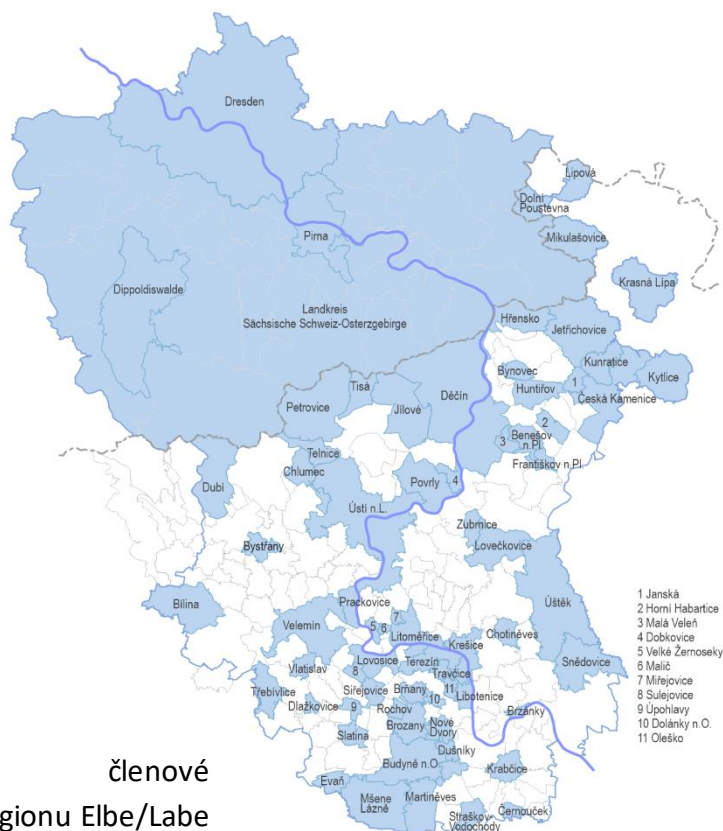 Dresden
Lipová
Dolní
Poustevna
Mikulášovice
Pirna
Krásná Lípa
Dippoldiswalde
Landkreis
Sächsische Schweiz-Osterzgebirge
Hřensko
Jetřichovice
Bynovec
Kunratice
Kytlice
Huntířov
1
Česká Kamenice
Tisá
Děčín
Petrovice
Jílové
2
3
Benešov
n.Pl.
Františkov n.Pl.
Telnice
Chlumec
Povrly
4
Dubí
Ústí n.L.
Zubrnice
Lovečkovice
Bystřany
Bílina
Prackovice
Úštěk
Velemín
5
6
7
Litoměřice
Chotiněves
Křešice
Snědovice
Vlastislav
Lovosice
Terezín
8
Travčice
Třebívlice
Siřejovice
Brňany
11
Libotenice
10
Dlažkovice
9
Rochov
Brzánky
Slatina
Brozany
Nové
Dvory
Dušníky
Budyně n.O.
Krabčice
Evaň
Mšené
Lázně
Martiněves
Straškov-
Vodochody
Černouček
1 Janská
2 Horní Habartice
3 Malá Veleň
4 Dobkovice
5 Velké Žernoseky
6 Malíč
7 Miřejovice
8 Sulejovice
9 Úpohlavy
10 Dolánky n.O.
11 Oleško
členové
gionu Elbe/Labe